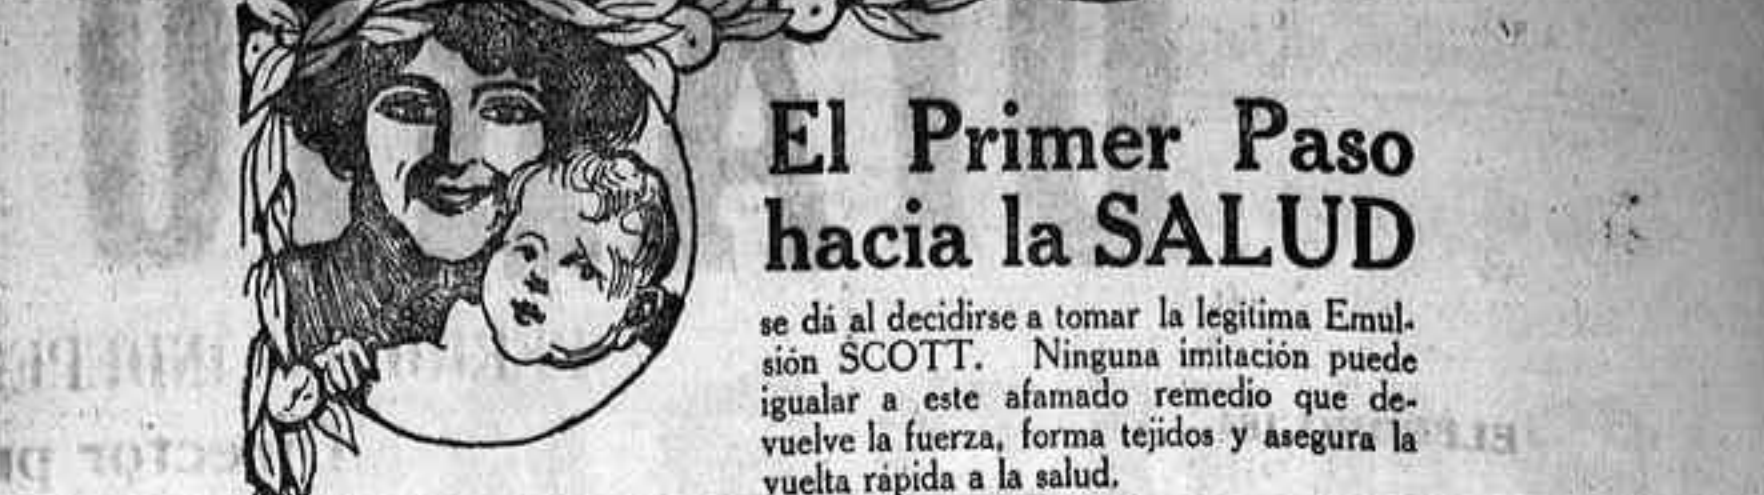 El Primer Paso
hacia la SALUD
se dá al decidirse a tomar la legitima Emul-
sión SCOTT. Ninguna imitación puede
igualar a este afamado remedio que de-
vuelve la fuerza, forma tejidos y asegura la
vuelta rápida a la salud.